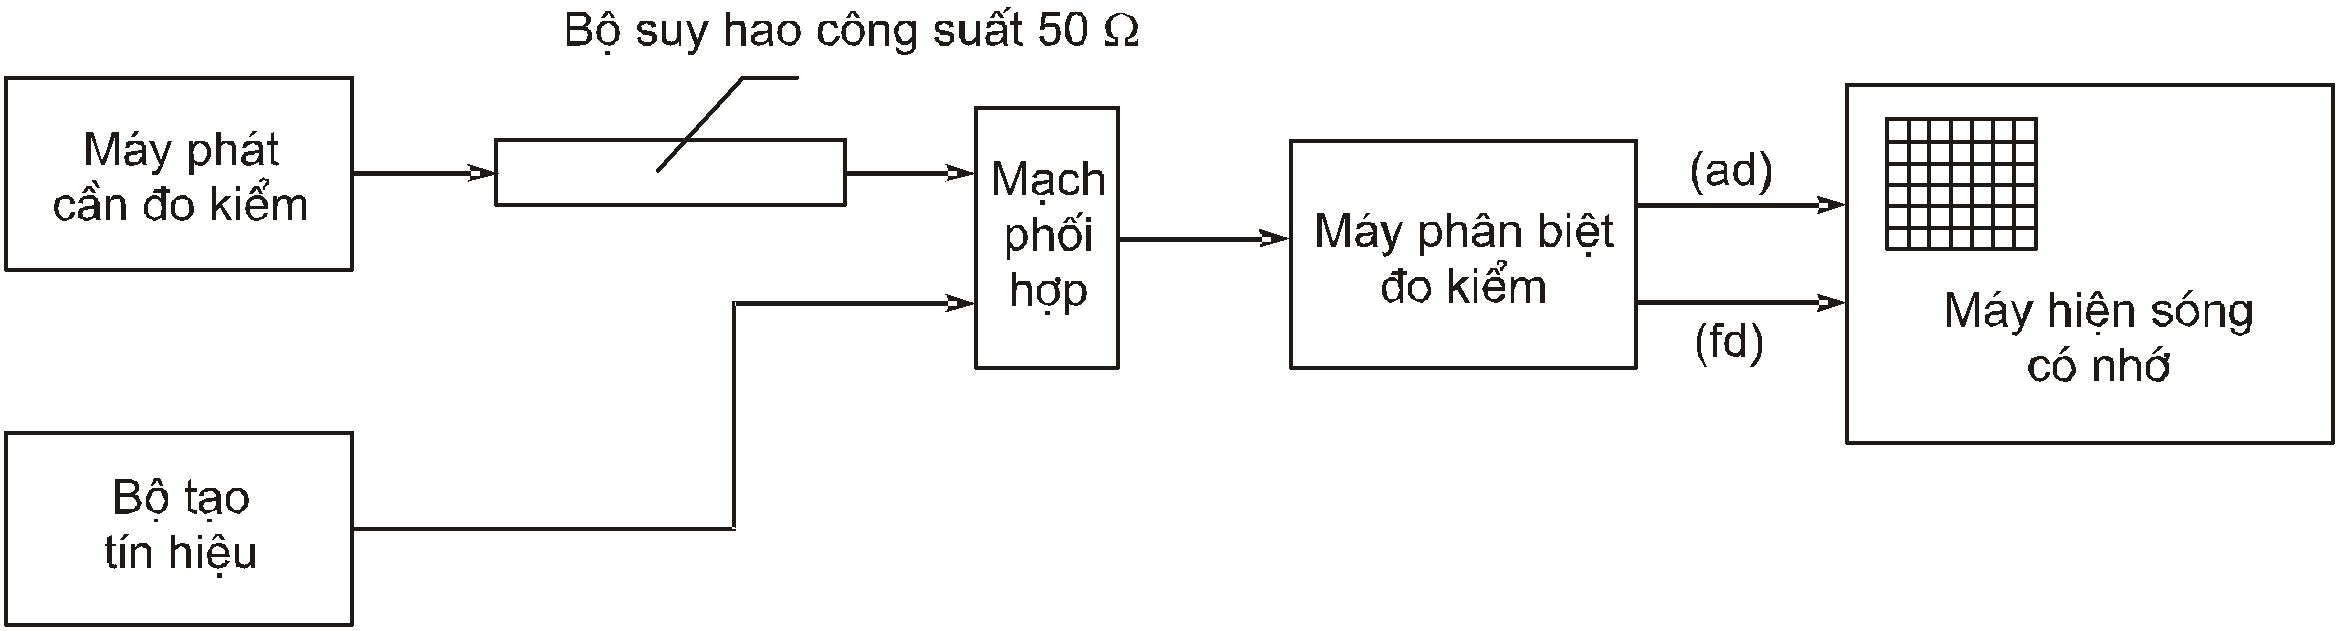 Bộ suy hao công suất 50 Ω
Máy phát
cần đo kiểm
Mạch
phối
hợp
Máy phân biệt
đo kiểm
(ad)
(fd)
Máy hiện sóng
có nhớ
Bộ tạo
tín hiệu